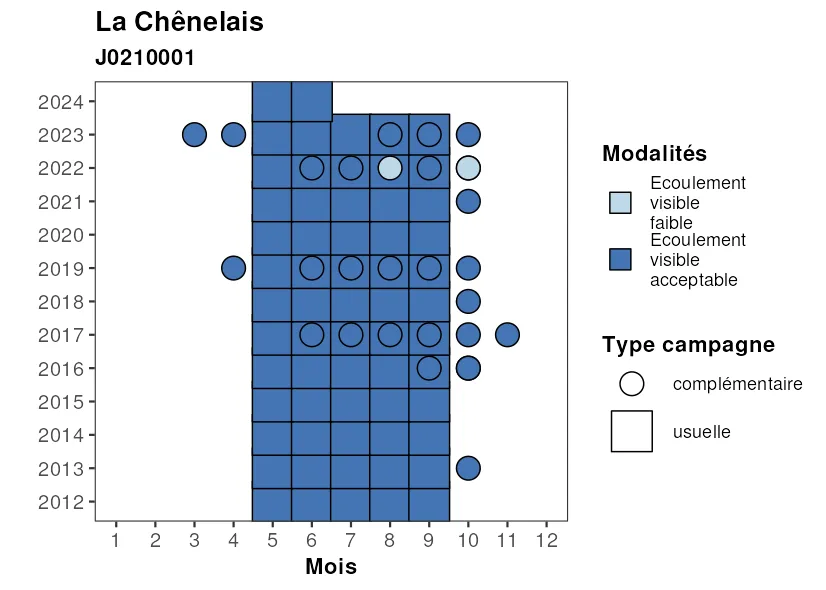 La Chênelais
J0210001
2024
2023
2022
2021
2020
2019
2018
2017
2016
2015
2014
2013
2012
1 2 3 4 5 6 7 8 9 10 11 12
Mois
Modalités
Ecoulement
visible
faible
Ecoulement
visible
acceptable
Type campagne
complémentaire
usuelle